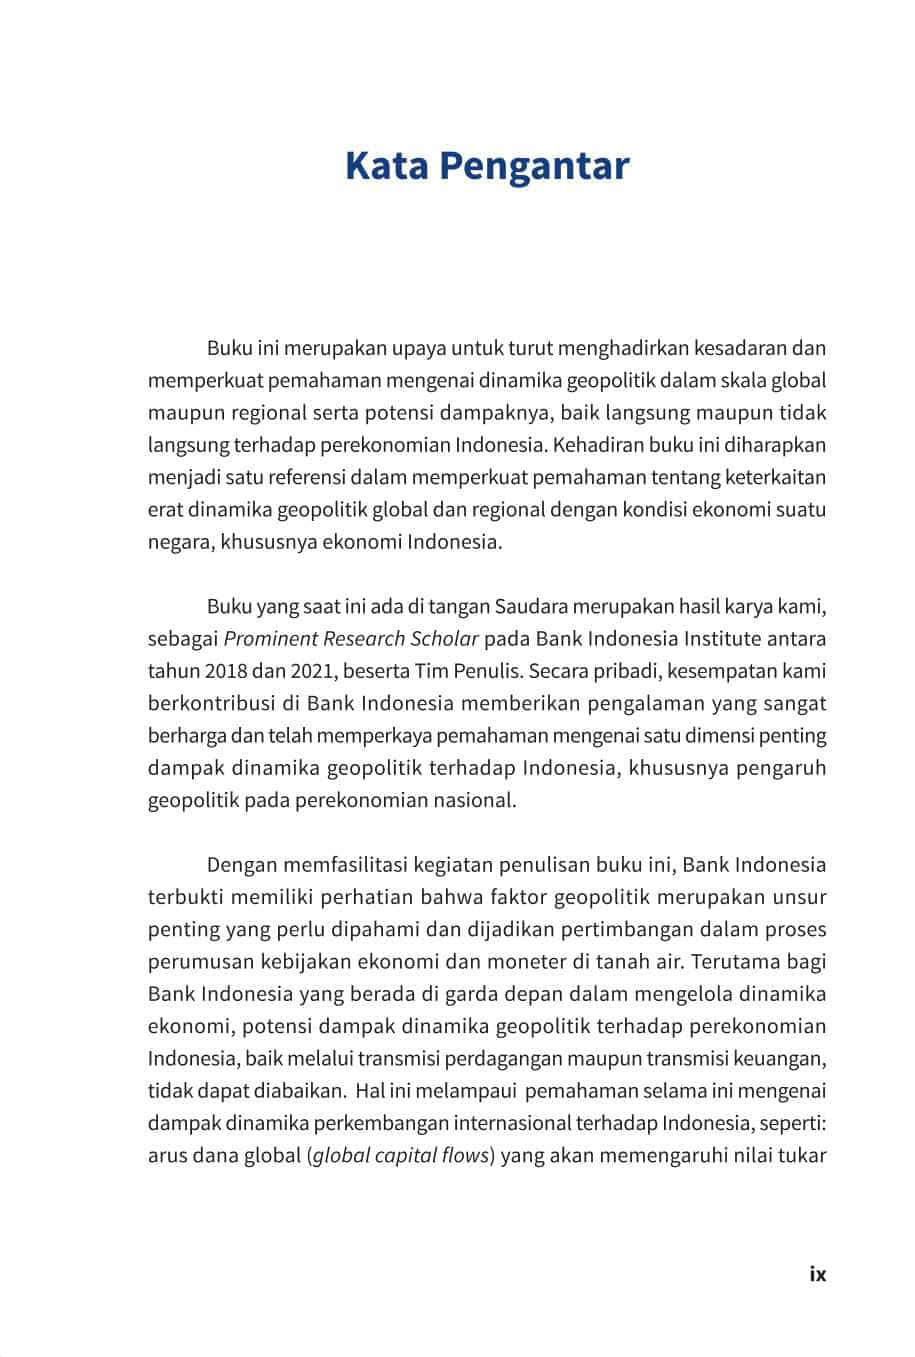 Kata Pengantar
Buku ini merupakan upaya untuk turut menghadirkan kesadaran dan
memperkuat pemahaman mengenai dinamika geopolitik dalam skala global
maupun regional serta potensi dampaknya, baik langsung maupun tidak
langsung terhadap perekonomian Indonesia. Kehadiran buku ini diharapkan
menjadi satu referensi dalam memperkuat pemahaman tentang keterkaitan
erat dinamika geopolitik global dan regional dengan kondisi ekonomi suatu
negara, khususnya ekonomi Indonesia.
Buku yang saat ini ada di tangan Saudara merupakan hasil karya kami,
sebagai Prominent Research Scholar pada Bank Indonesia Institute antara
tahun 2018 dan 2021, beserta Tim Penulis. Secara pribadi, kesempatan kami
berkontribusi di Bank Indonesia memberikan pengalaman yang sangat
berharga dan telah memperkaya pemahaman mengenai satu dimensi penting
dampak dinamika geopolitik terhadap Indonesia, khususnya pengaruh
geopolitik pada perekonomian nasional.
Dengan memfasilitasi kegiatan penulisan buku ini, Bank Indonesia
terbukti memiliki perhatian bahwa faktor geopolitik merupakan unsur
penting yang perlu dipahami dan dijadikan pertimbangan dalam proses
perumusan kebijakan ekonomi dan moneter di tanah air. Terutama bagi
Bank Indonesia yang berada di garda depan dalam mengelola dinamika
ekonomi, potensi dampak dinamika geopolitik terhadap perekonomian
Indonesia, baik melalui transmisi perdagangan maupun transmisi keuangan,
tidak dapat diabaikan. Hal ini melampaui pemahaman selama ini mengenai
dampak dinamika perkembangan internasional terhadap Indonesia, seperti:
arus dana global (global capital flows) yang akan memengaruhi nilai tukar
ix